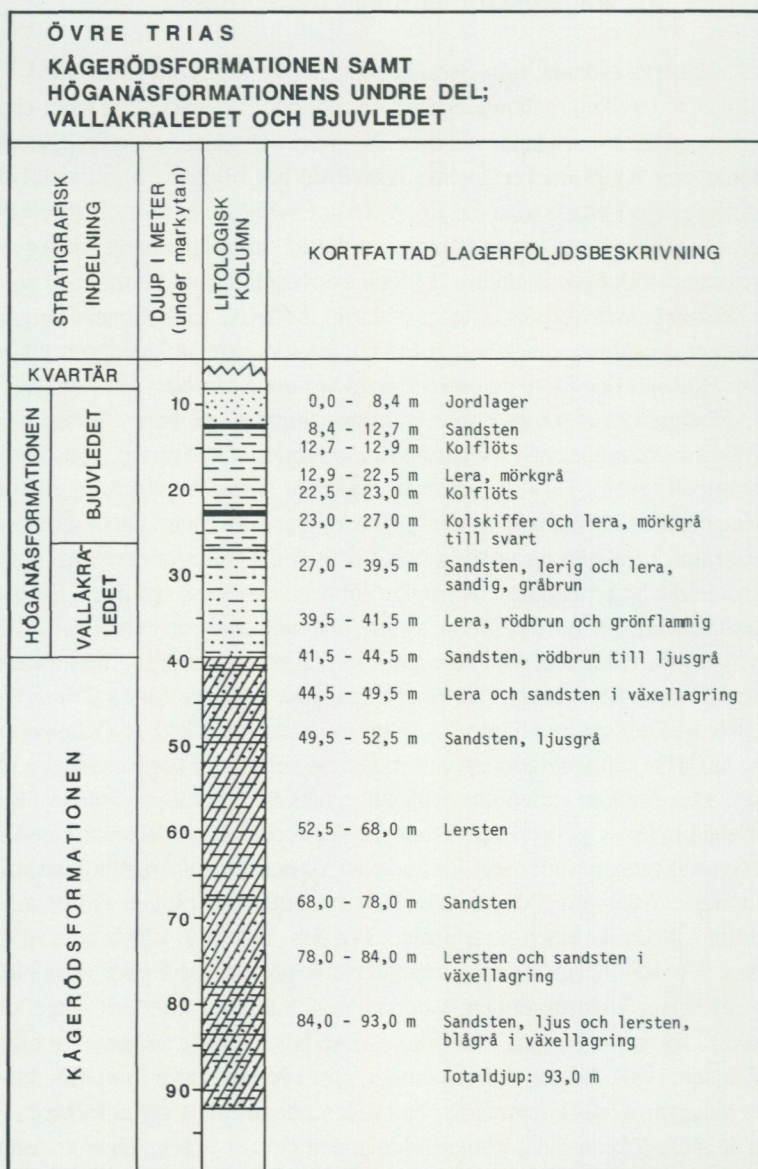 ÖVRE TRIAS
KÅGERÖDSFORMATIONEN SAMT
HÖGANÄSFORMATIONENS UNDRE DEL;
VALLÅKRALEDET OCH BJUVLEDET
STRATIGRAFISK
INDELNING
DJUP I METER
(under markytan)
LITOLOGISK
KOLUMN
KORTFATTAD LAGERFÖLJDSBESKRIVNING
KVARTÄR
HÖGANÄSFORMATIONEN
BJUVLEDET
VALLÅKRA-
LEDET
KÅGERÖDSFORMATIONEN
10
20
30
40
50
60
70
80
90
0,0 - 8,4 m Jordlager
8,4 - 12,7 m Sandsten
12,7 - 12,9 m Kolflöts
12,9 - 22,5 m Lera, mörkgrå
22,5 - 23,0 m Kolflöts
23,0 - 27,0 m Kolskiffer och lera, mörkgrå
till svart
27,0 - 39,5 m Sandsten, lerig och lera,
sandig, gråbrun
39,5 - 41,5 m Lera, rödbrun och grönflammig
41,5 - 44,5 m Sandsten, rödbrun till ljusgrå
44,5 - 49,5 m Lera och sandsten i växellagring
49,5 - 52,5 m Sandsten, ljusgrå
52,5 - 68,0 m Lersten
68,0 - 78,0 m Sandsten
78,0 - 84,0 m Lersten och sandsten i
växellagring
84,0 - 93,0 m Sandsten, ljus och lersten,
blågrå i växellagring
Totaldjup: 93,0 m